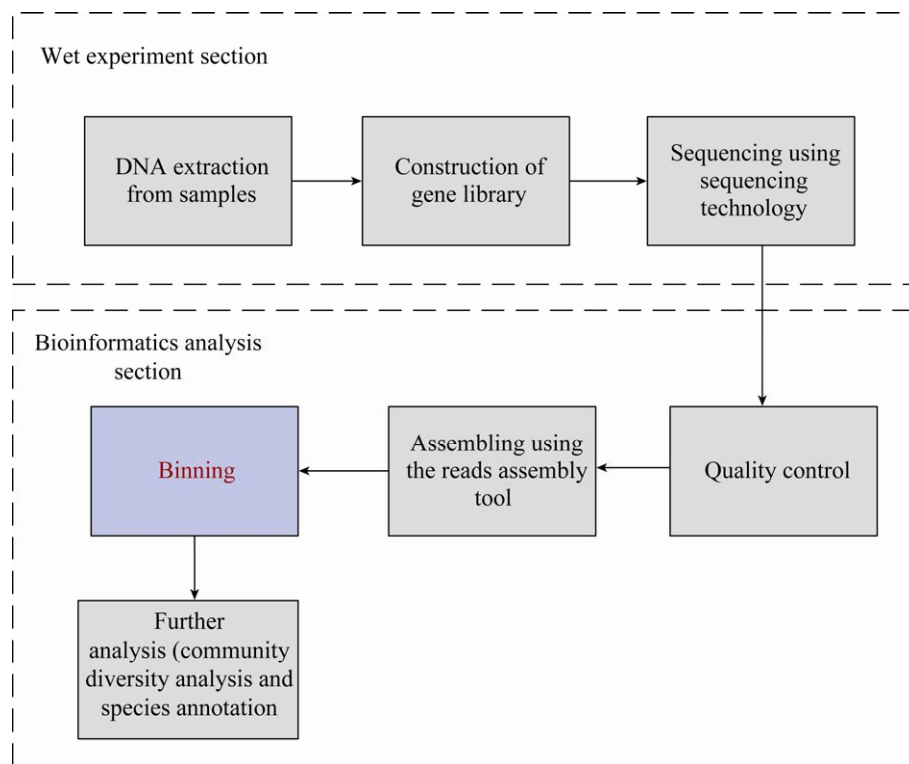 Wet experiment section
DNA extraction
from samples
Construction of
gene library
Sequencing using
sequencing
technology
Bioinformatics analysis
section
Binning
Assembling using
the reads assembly
tool
Quality control
Further
analysis (community
diversity analysis and
species annotation